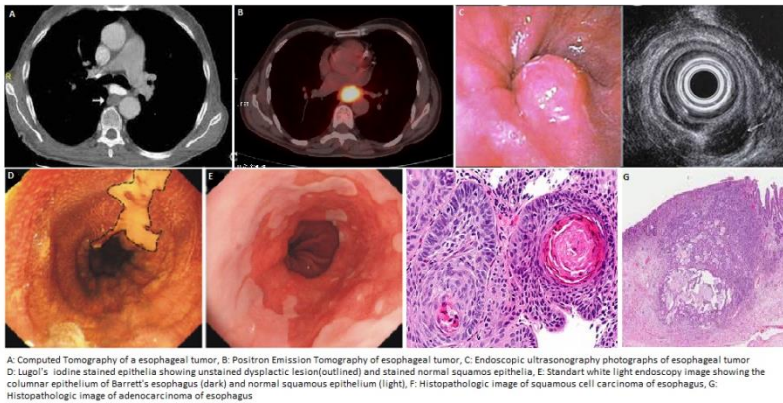 A
B
C
R
D
E
G
A: Computed Tomography of a esophageal tumor, B: Positron Emission Tomography of esophageal tumor, C: Endoscopic ultrasonography photographs of esophageal tumor
D: Lugol's iodine stained epithelia showing unstained dysplactic lesion(outlined) and stained normal squamos epithelia, E: Standart white light endoscopy image showing the
columnar epithelium of Barrett's esophagus (dark) and normal squamous epithelium (light), F: Histopathologic image of squamous cell carcinoma of esophagus, G:
Histopathologic image of adenocarcinoma of esophagus